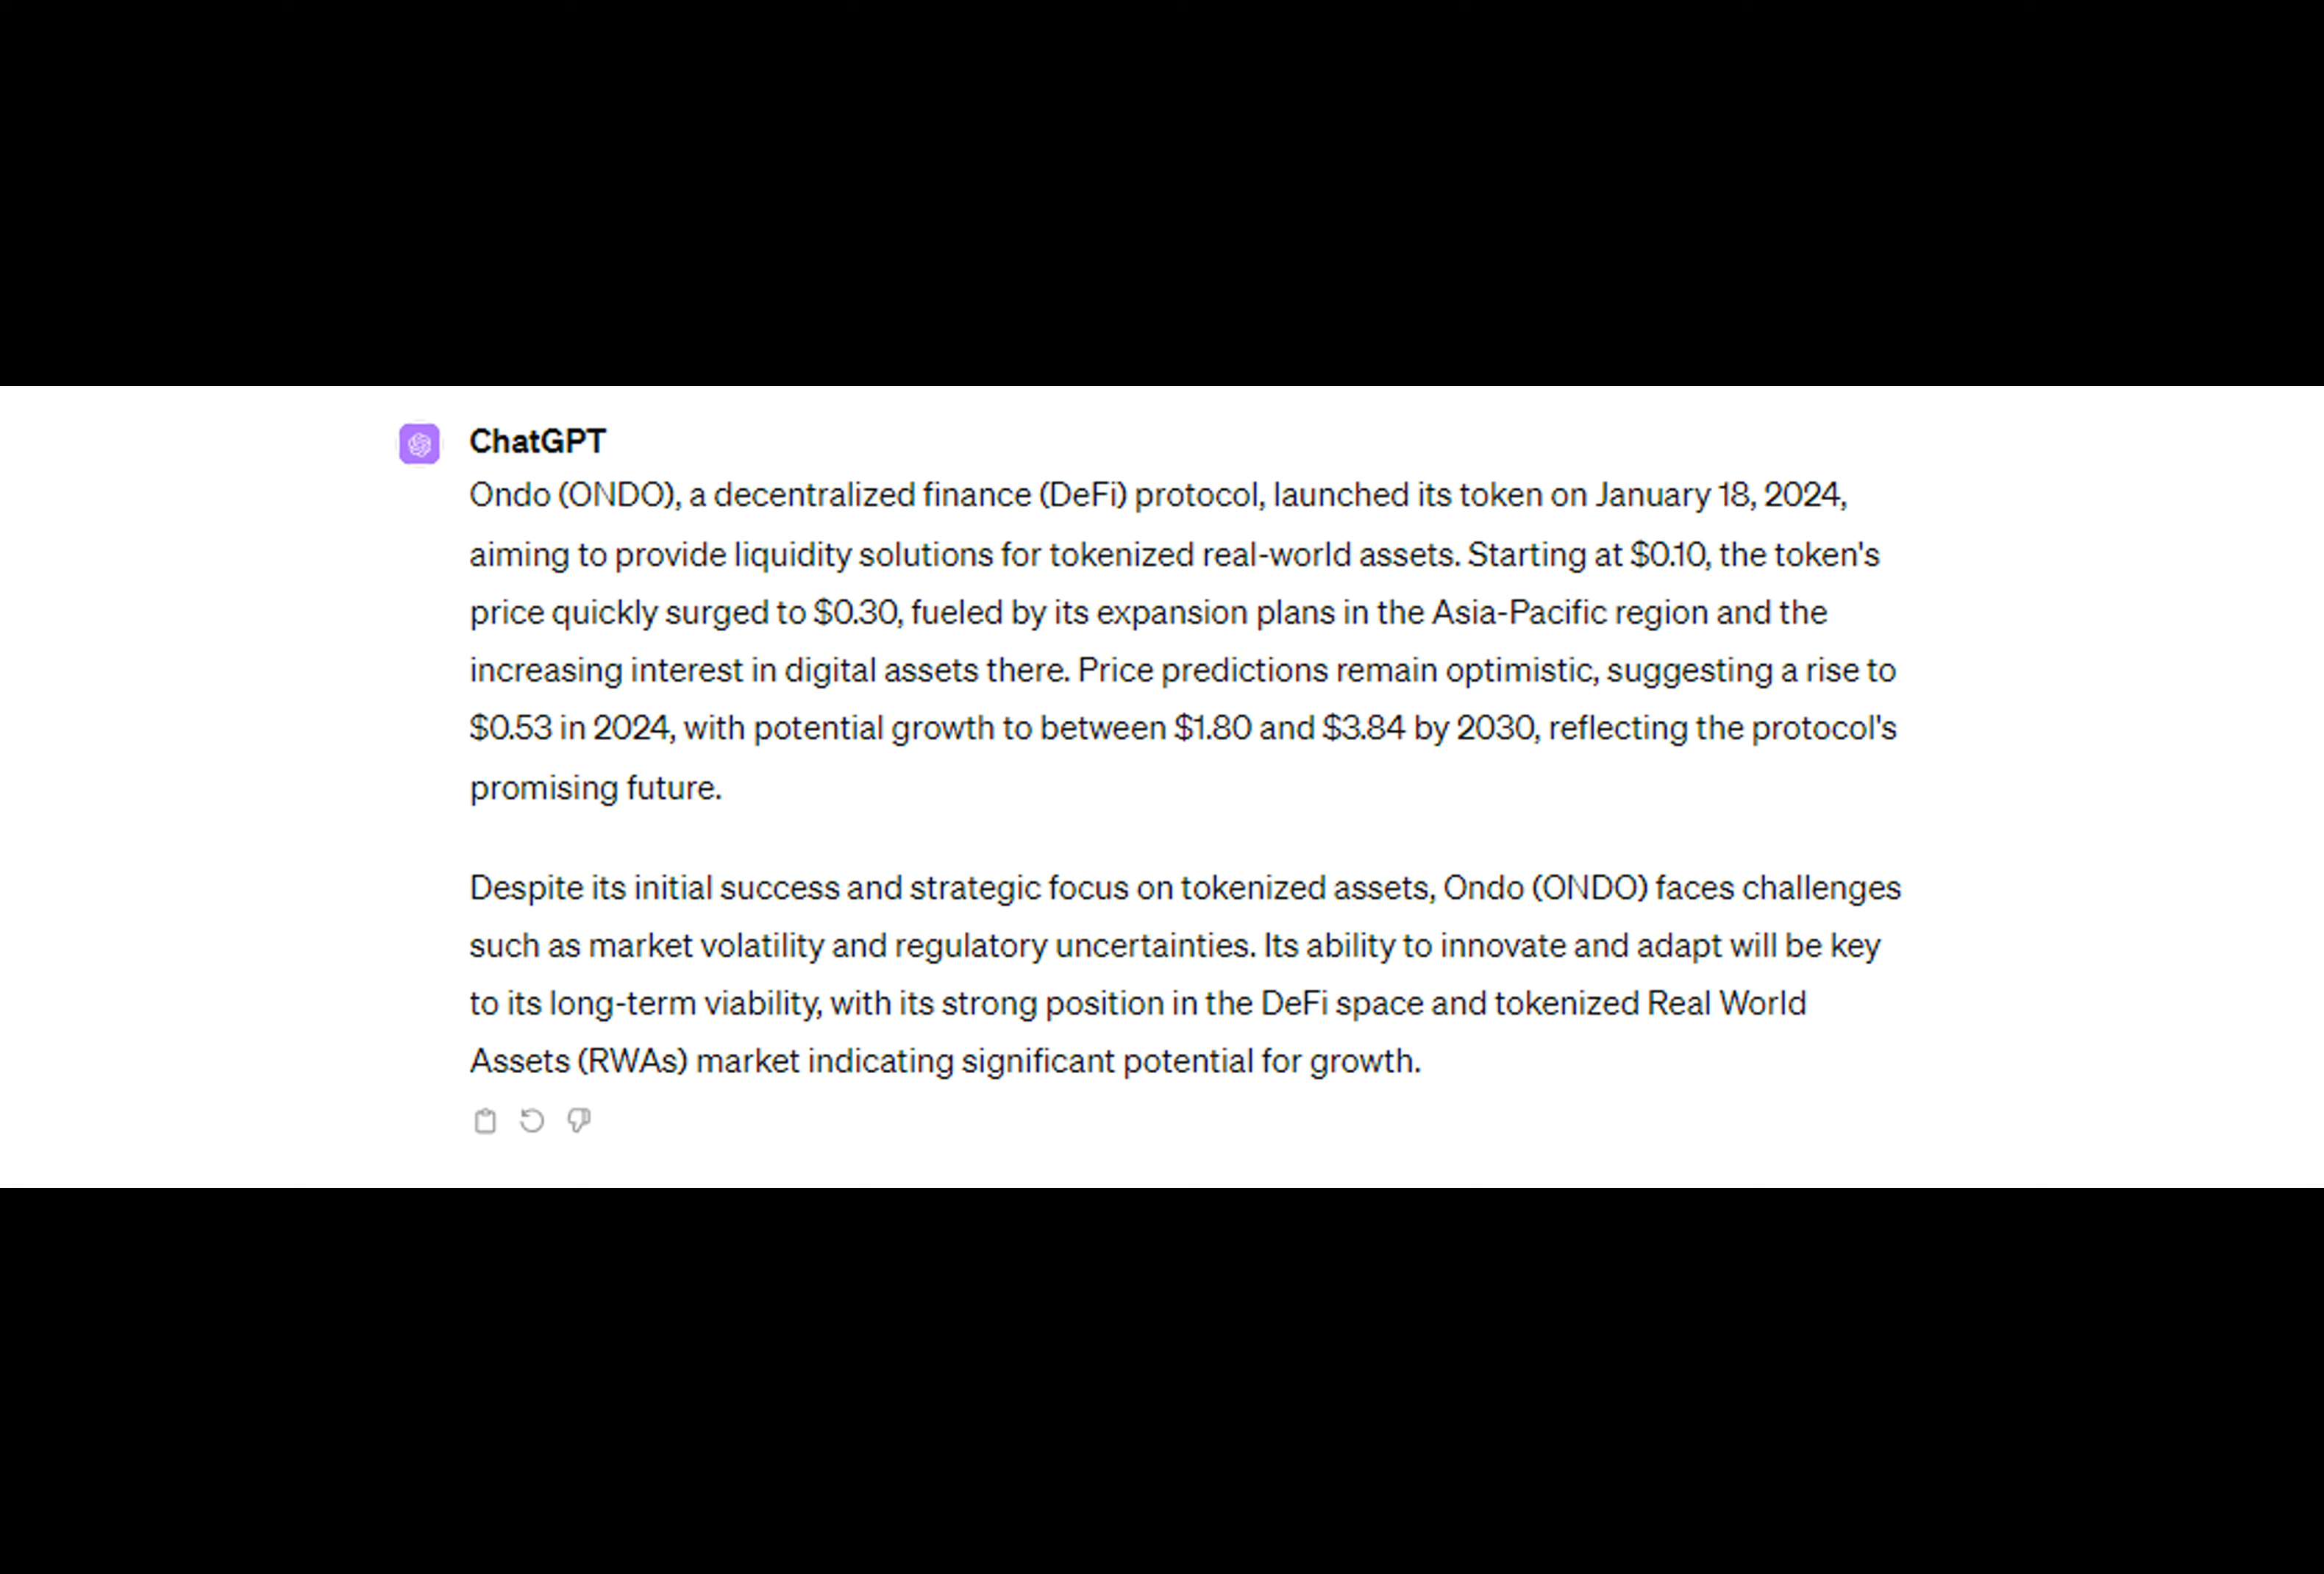 ChatGPT
Ondo (ONDO), a decentralized finance (DeFi) protocol, launched its token on January 18, 2024,
aiming to provide liquidity solutions for tokenized real-world assets. Starting at $0.10, the token's
price quickly surged to $0.30, fueled by its expansion plans in the Asia-Pacific region and the
increasing interest in digital assets there. Price predictions remain optimistic, suggesting a rise to
$0.53 in 2024, with potential growth to between $1.80 and $3.84 by 2030, reflecting the protocol's
promising future.
Despite its initial success and strategic focus on tokenized assets, Ondo (ONDO) faces challenges
such as market volatility and regulatory uncertainties. Its ability to innovate and adapt will be key
to its long-term viability, with its strong position in the DeFi space and tokenized Real World
Assets (RWAs) market indicating significant potential for growth.